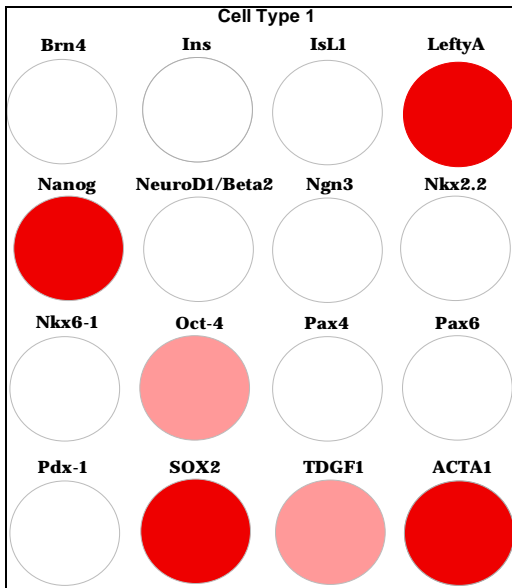 Cell Type 1
Brn4 Ins IsL1 LeftyA
Nanog NeuroD1/Beta2 Ngn3 Nkx2.2
Nkx6-1 Oct-4 Pax4 Pax6
Pdx-1 SOX2 TDGF1 ACTA1